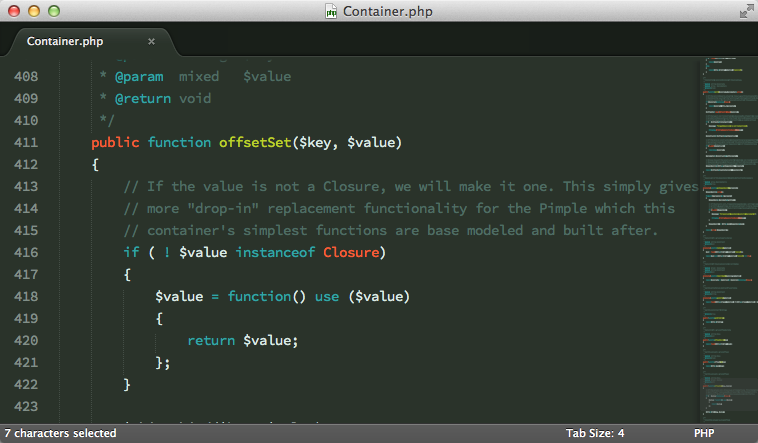 Container.php
Container.php ×
408 * @param mixed $value
409 * @return void
410 */
411 public function offsetSet($key, $value)
412 {
413 // If the value is not a Closure, we will make it one. This simply gives
414 // more "drop-in" replacement functionality for the Pimple which this
415 // container's simplest functions are base modeled and built after.
416 if ( ! $value instanceof Closure)
417 {
418 $value = function() use ($value)
419 {
420 return $value;
421 };
422 }
423
7 characters selected Tab Size: 4 PHP